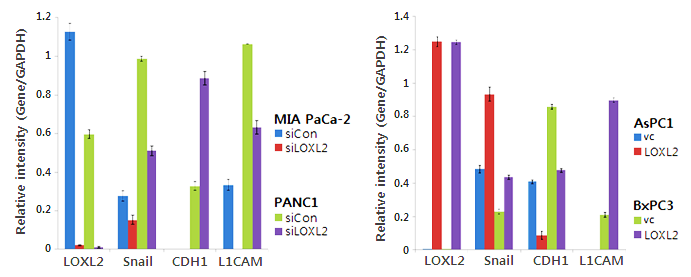 Relative intensity (Gene/GAPDH)
1.2
1
0.8
0.6
0.4
0.2
0
LOXL2 Snail CDH1 L1CAM
MIA PaCa-2
siCon
siLOXL2
PANC1
siCon
siLOXL2
Relative intensity (Gene/GAPDH)
1.4
1.2
1
0.8
0.6
0.4
0.2
0
LOXL2 Snail CDH1 L1CAM
AsPC1
vc
LOXL2
BxPC3
vc
LOXL2